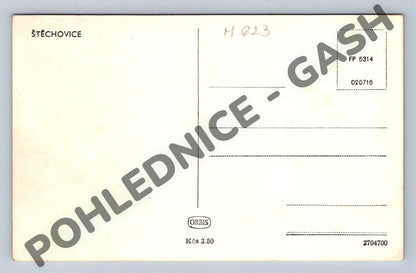 ŠTĚCHOVICE
M 623
FP 5314
020716
POHLEDNICE - GASH
ORBIS
Kčs 2.50
2704700